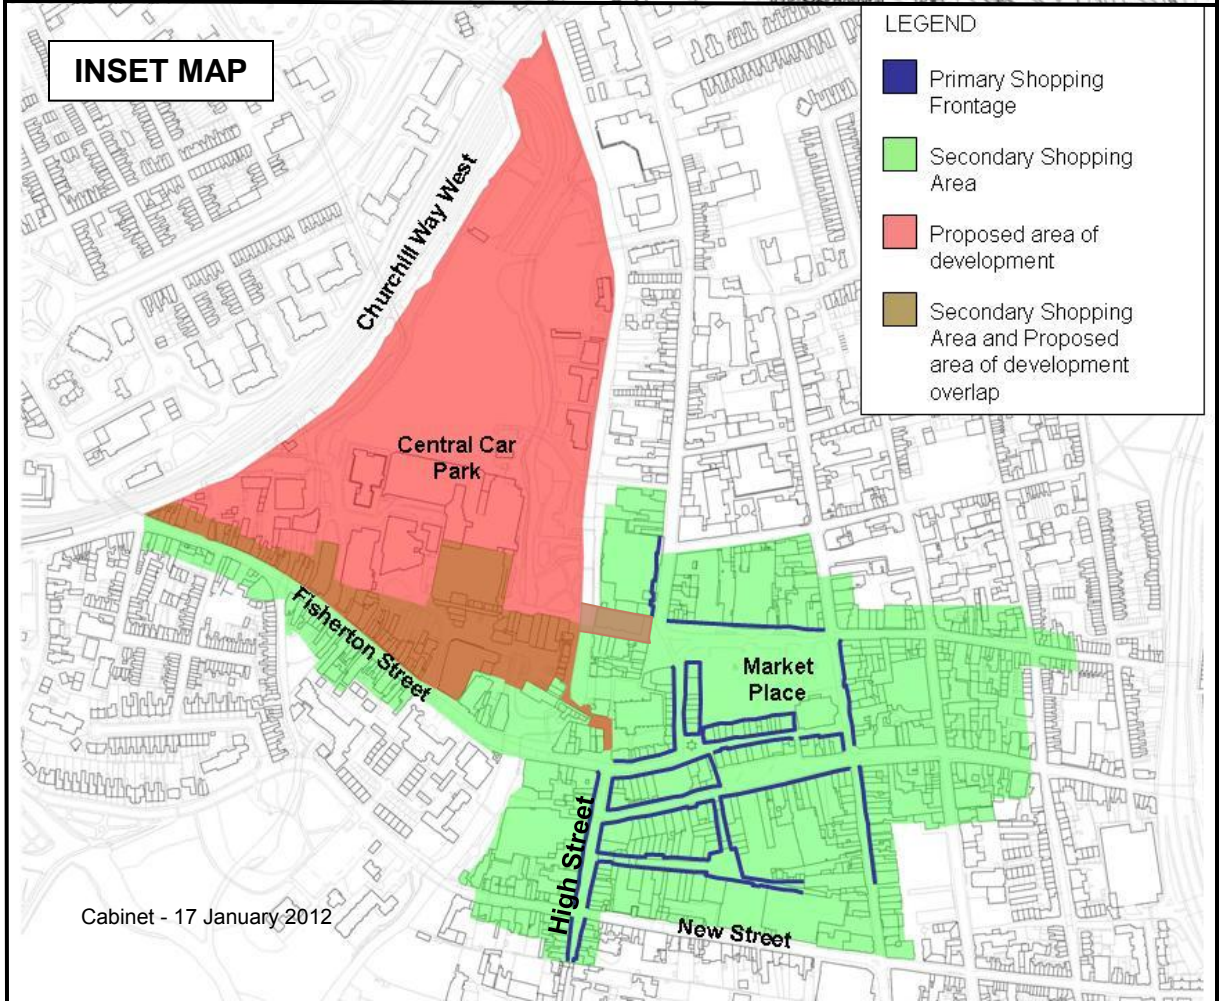 INSET MAP
LEGEND
Primary Shopping
Frontage
Secondary Shopping
Area
Proposed area of
development
Secondary Shopping
Area and Proposed
area of development
overlap
Churchill Way West
Central Car
Park
Fisherton Street
Market
Place
High Street
New Street
Cabinet - 17 January 2012